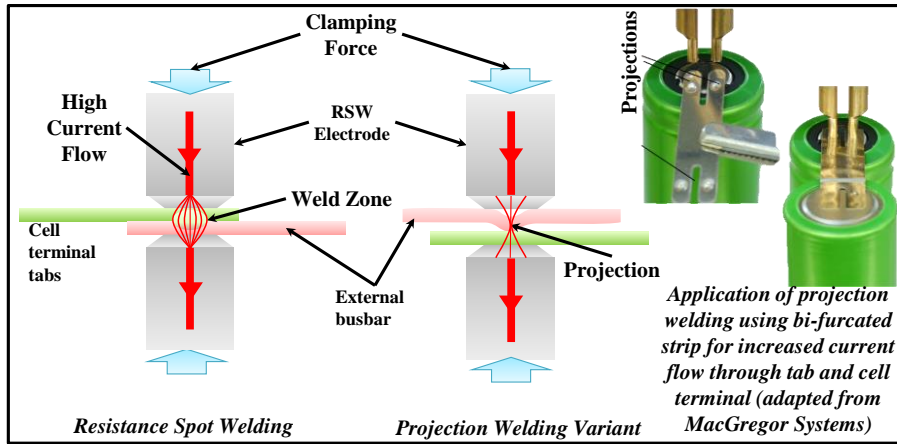 Clamping
Force
High
Current
Flow
RSW
Electrode
Weld Zone
Cell
terminal
tabs
External
busbar
Projection
Projections
Resistance Spot Welding
Projection Welding Variant
Application of projection
welding using bi-furcated
strip for increased current
flow through tab and cell
terminal (adapted from
MacGregor Systems)